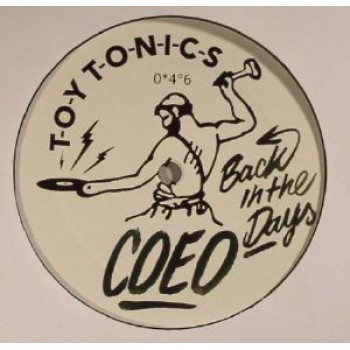 T-O-Y T-O-N-I-C-S
0*4°6
Back
in the
Days
COEO